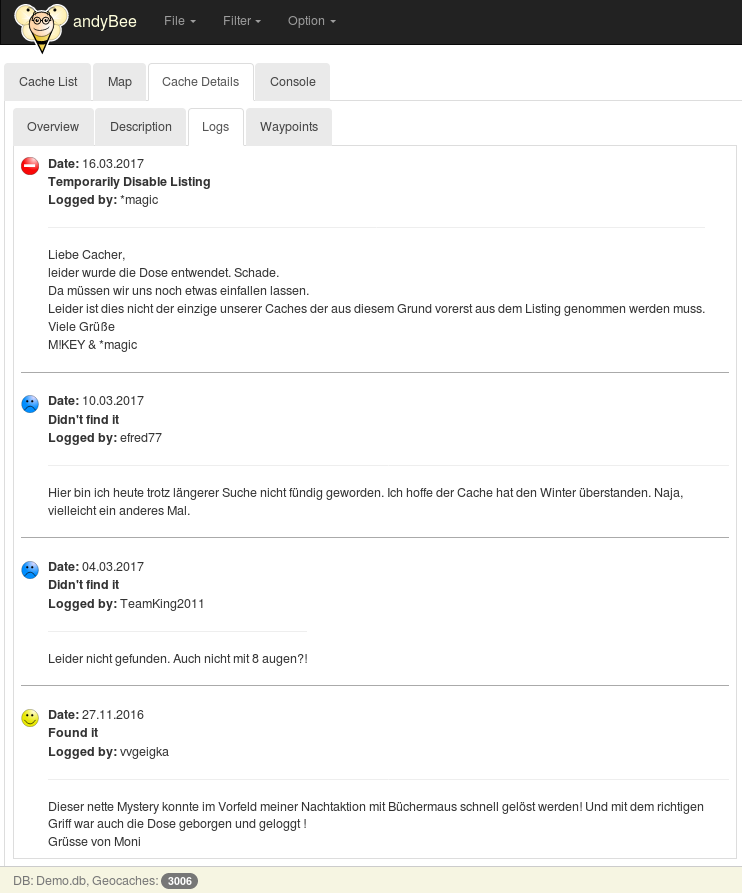 andyBee File Filter Option
Cache List Map Cache Details Console
Overview Description Logs Waypoints
Date: 16.03.2017
Temporarily Disable Listing
Logged by: *magic
Liebe Cacher,
leider wurde die Dose entwendet. Schade.
Da müssen wir uns noch etwas einfallen lassen.
Leider ist dies nicht der einzige unserer Caches der aus diesem Grund vorerst aus dem Listing genommen werden muss.
Viele Grüße
M!KEY & *magic
Date: 10.03.2017
Didn't find it
Logged by: efred77
Hier bin ich heute trotz längerer Suche nicht fündig geworden. Ich hoffe der Cache hat den Winter überstanden. Naja,
vielleicht ein anderes Mal.
Date: 04.03.2017
Didn't find it
Logged by: TeamKing2011
Leider nicht gefunden. Auch nicht mit 8 augen?!
Date: 27.11.2016
Found it
Logged by: vvgeigka
Dieser nette Mystery konnte im Vorfeld meiner Nachtaktion mit Büchermaus schnell gelöst werden! Und mit dem richtigen
Griff war auch die Dose geborgen und geloggt !
Grüsse von Moni
DB: Demo.db, Geocaches: 3006